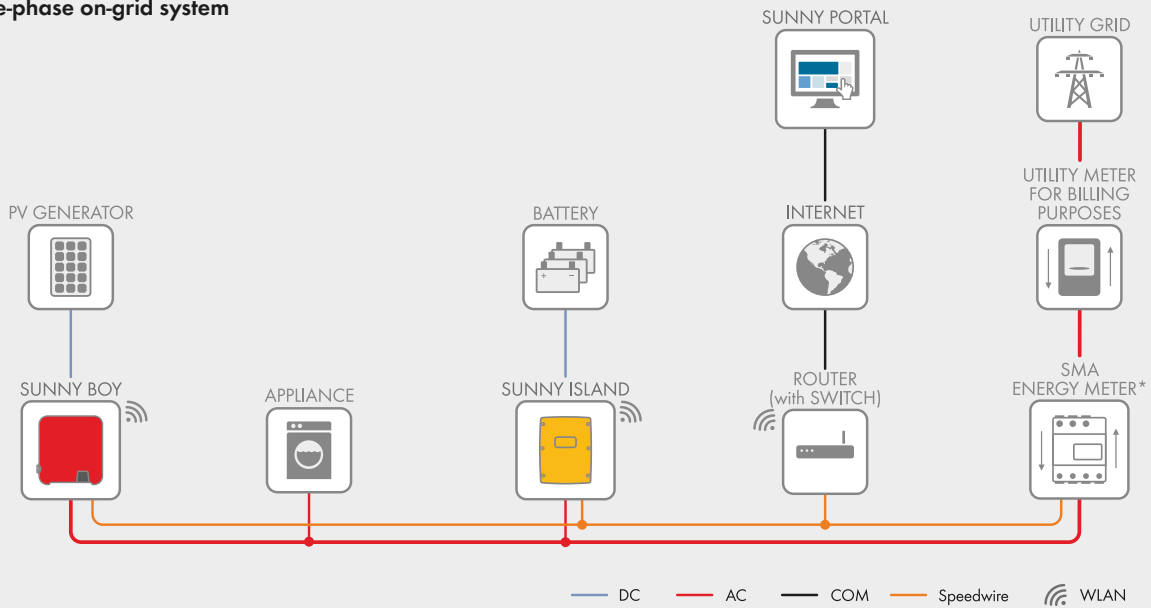 e-phase on-grid system
SUNNY PORTAL
UTILITY GRID
UTILITY METER
FOR BILLING
PURPOSES
PV GENERATOR
BATTERY
INTERNET
SUNNY BOY
APPLIANCE
SUNNY ISLAND
ROUTER
(with SWITCH)
SMA
ENERGY METER*
DC
AC
COM
Speedwire
WLAN